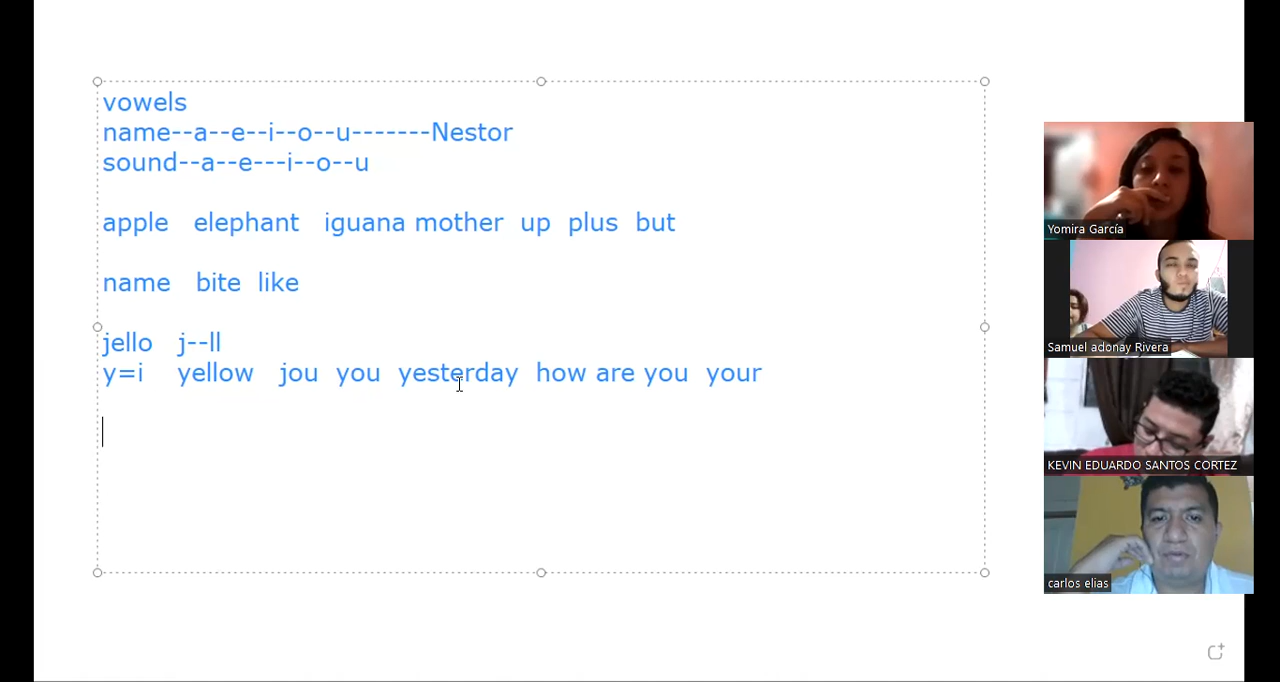 vowels
name--a--e--i--o--u-------Nestor
sound--a--e---i--o--u
apple elephant iguana mother up plus but
name bite like
jello j--ll
y=i yellow jou you yesterday how are you your
Yomira García
Samuel adonay Rivera
KEVIN EDUARDO SANTOS CORTEZ
carlos elias